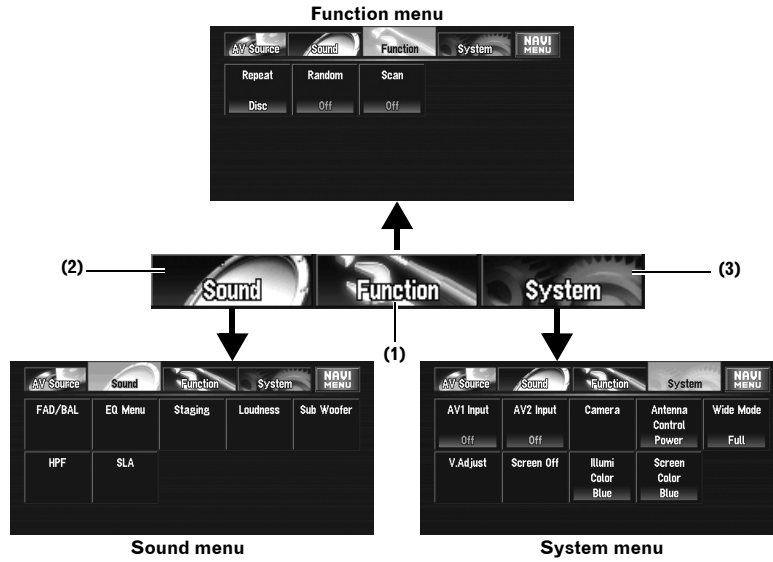 Function menu
AV Source Sound Function System NAVI MENU
Repeat Random Scan
Disc Off Off
(2) (3)
Sound Function System
(1)
AV Source Sound Function System NAVI MENU
FAD/BAL EQ Menu Staging Loudness Sub Woofer
HPF SLA
Sound menu
AV Source Sound Function System NAVI MENU
AV1 Input AV2 Input Camera Antenna Control Power Wide Mode
Off Off Full
V.Adjust Screen Off Illumi Color Blue Screen Color Blue
System menu